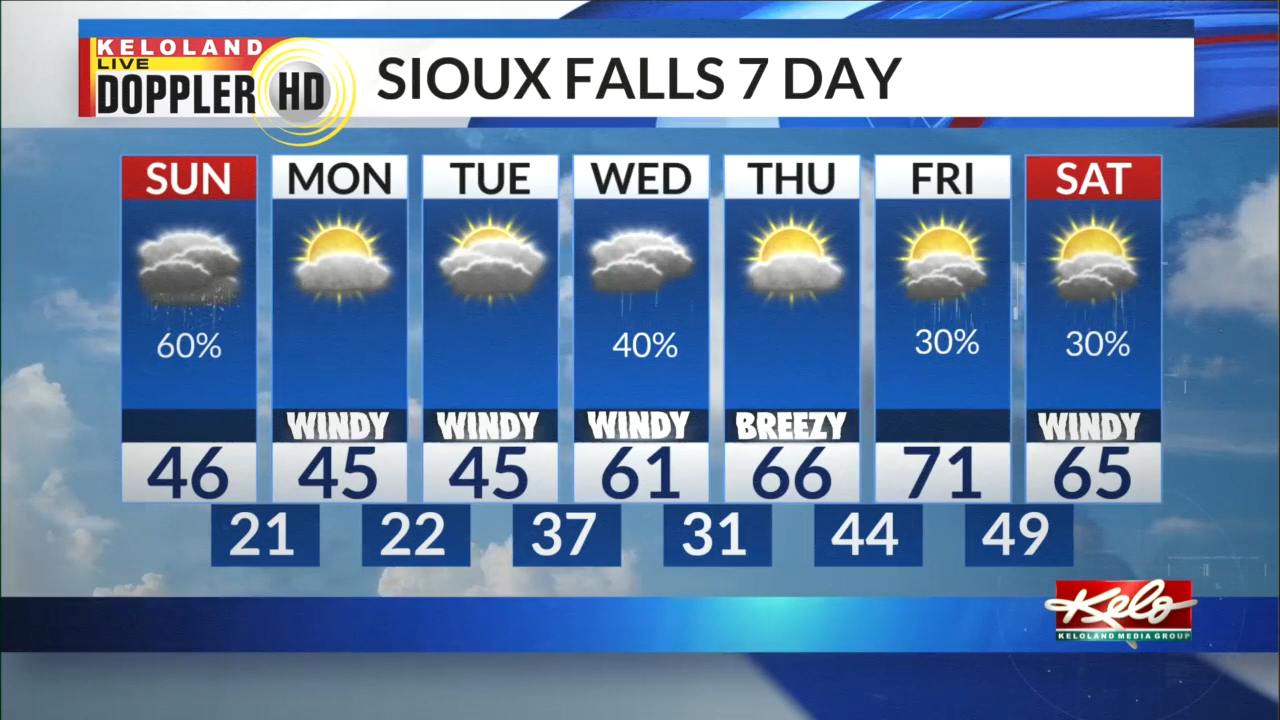 KELOLAND
LIVE
DOPPLER HD
SIOUX FALLS 7 DAY
SUN MON TUE WED THU FRI SAT
60% 40% 30% 30%
WINDY WINDY WINDY BREEZY WINDY
46 45 45 61 66 71 65
21 22 37 31 44 49
Kelo
KELOLAND MEDIA GROUP